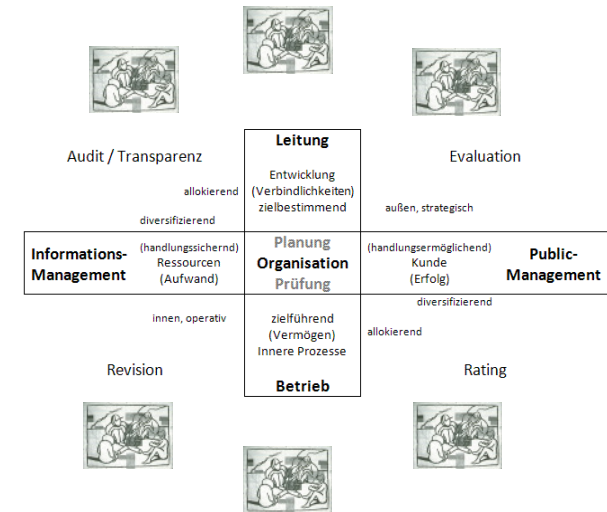 Leitung
Audit / Transparenz
Evaluation
Entwicklung
allokierend
(Verbindlichkeiten)
zielbestimmend
außen, strategisch
diversifizierend
Informations-
Management
(handlungssichernd)
Ressourcen
(Aufwand)
Planung
Organisation
Prüfung
(handlungsermöglichend)
Kunde
(Erfolg)
Public-
Management
diversifizierend
innen, operativ
zielführend
(Vermögen)
Innere Prozesse
allokierend
Revision
Betrieb
Rating